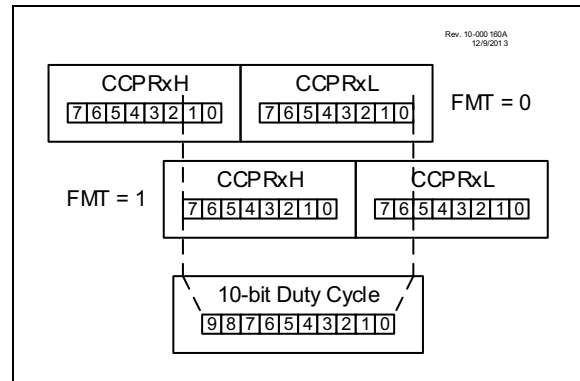 Rev. 10-000 160A
12/9/201 3
CCPRxH CCPRxL
7 6 5 4 3 2 1 0 7 6 5 4 3 2 1 0
FMT = 0
FMT = 1
CCPRxH CCPRxL
7 6 5 4 3 2 1 0 7 6 5 4 3 2 1 0
10-bit Duty Cycle
9 8 7 6 5 4 3 2 1 0